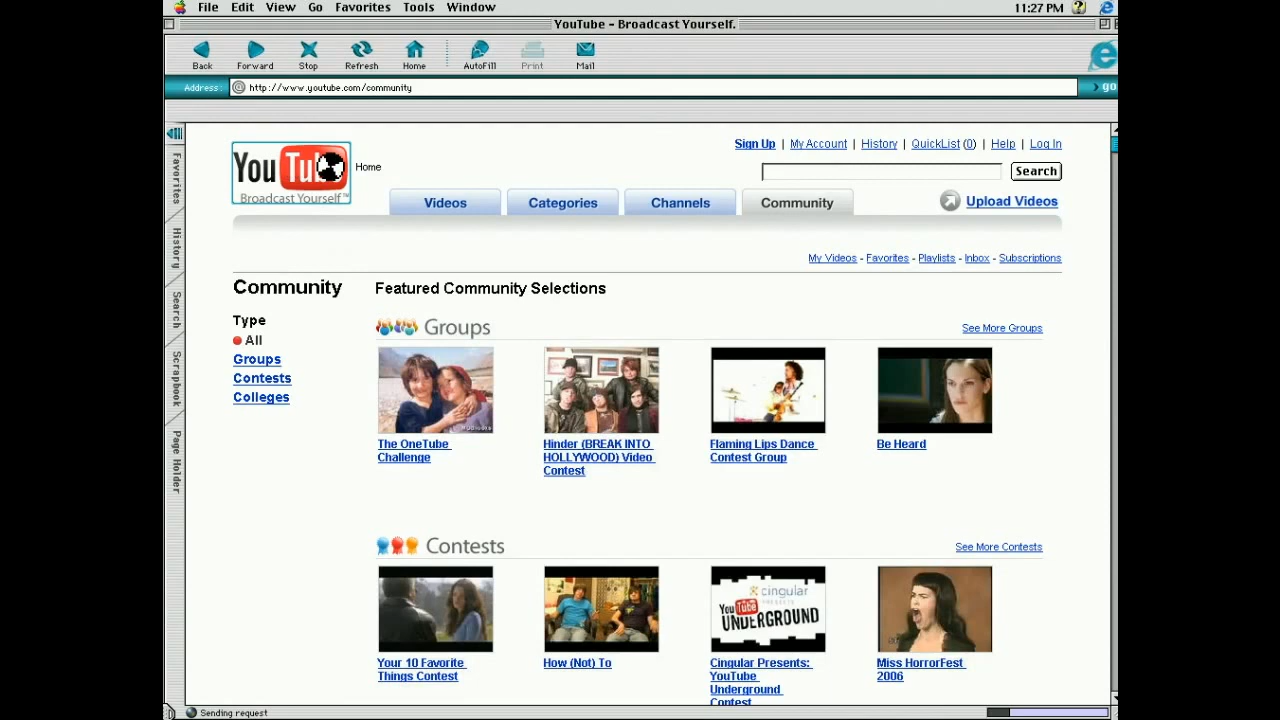 File Edit View Go Favorites Tools Window 11:27 PM
YouTube - Broadcast Yourself.
Back Forward Stop Refresh Home AutoFill Print Mail
Address: http://www.youtube.com/community go
Favorites
History
Search
Scrapbook
Page Holder
Sign Up | My Account | History | QuickList (0) | Help | Log In
YouTube Home
Broadcast Yourself™
Search
Videos Categories Channels Community Upload Videos
My Videos - Favorites - Playlists - Inbox - Subscriptions
Community
Type
All
Groups
Contests
Colleges
Featured Community Selections
Groups See More Groups
The OneTube
Challenge
Hinder (BREAK INTO
HOLLYWOOD) Video
Contest
Flaming Lips Dance
Contest Group
Be Heard
Contests See More Contests
cingular
PRESENTS
YouTube
UNDERGROUND
Your 10 Favorite
Things Contest
How (Not) To
Cingular Presents:
YouTube
Underground
Contest
Miss HorrorFest
2006
Sending request